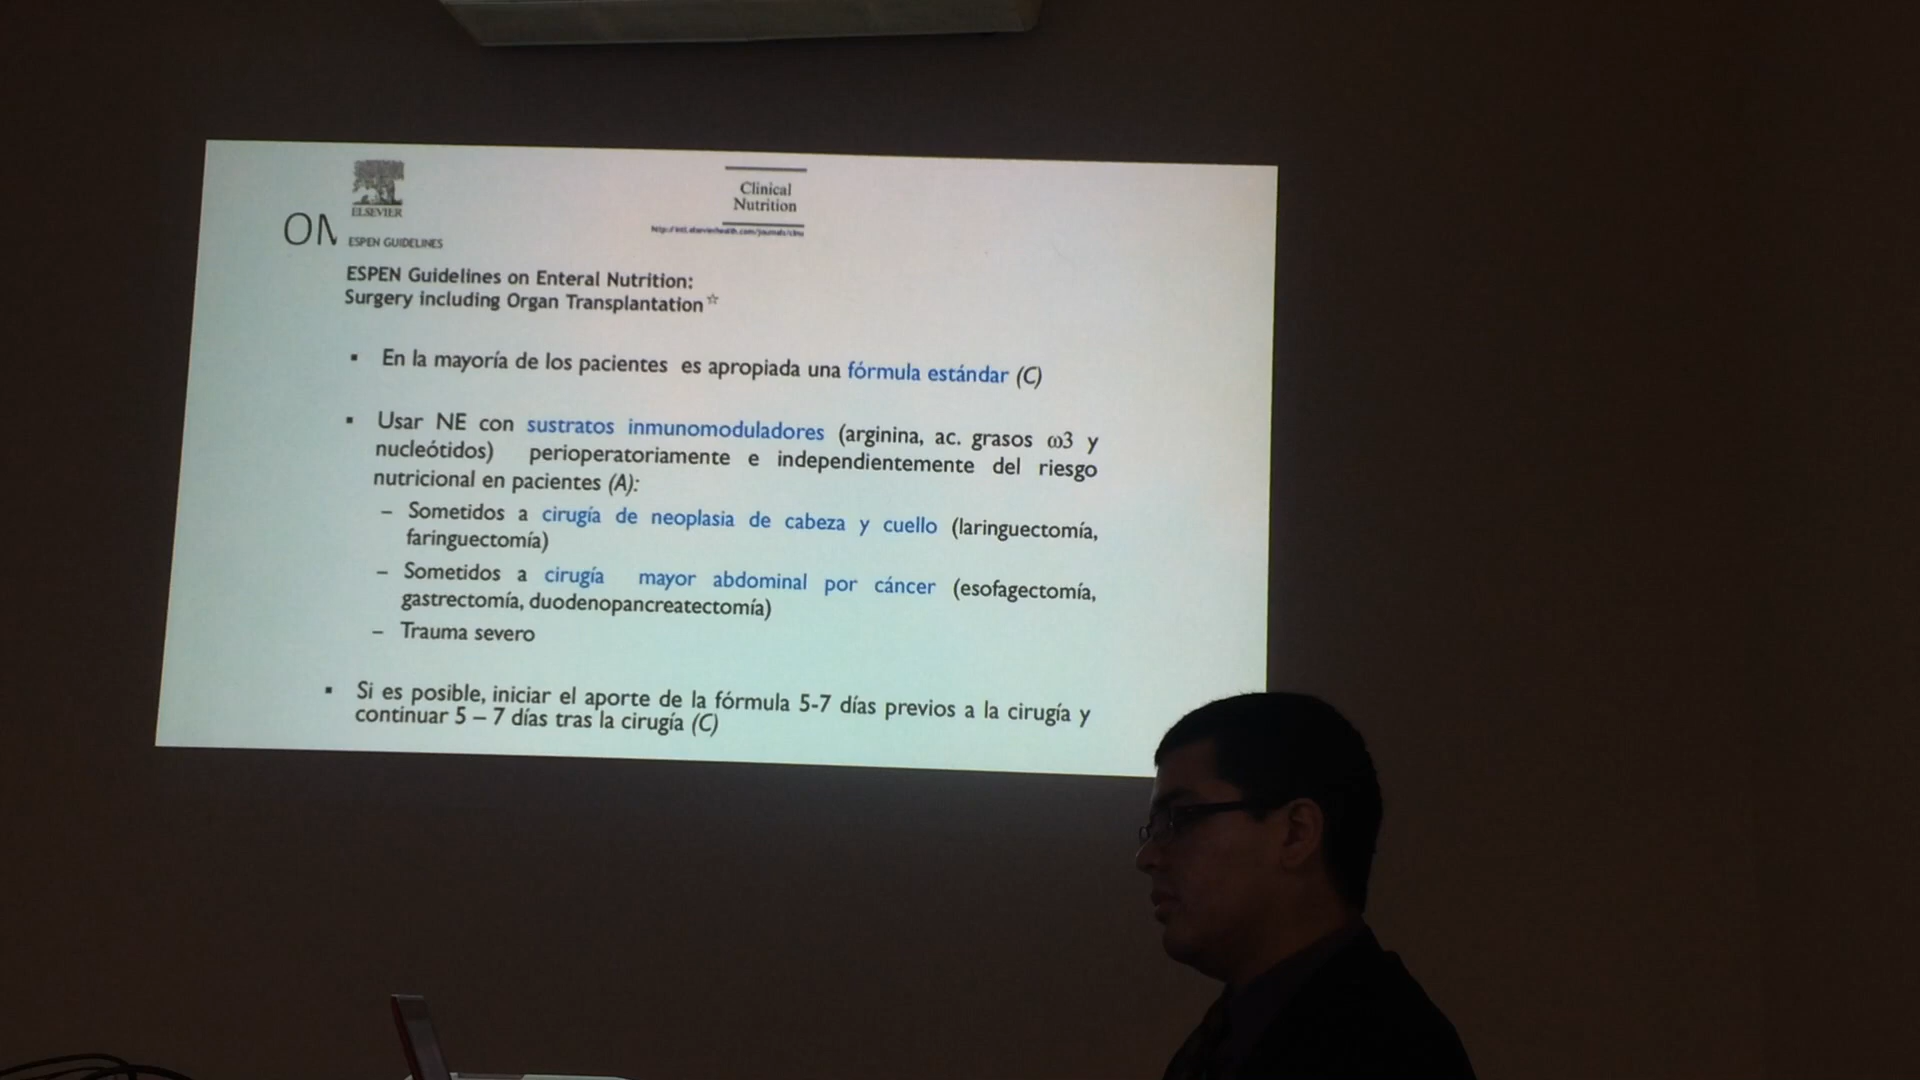 ELSEVIER
Clinical
Nutrition
ON
ESPEN GUIDELINES
ESPEN Guidelines on Enteral Nutrition:
Surgery including Organ Transplantation☆
▪ En la mayoría de los pacientes es apropiada una fórmula estándar (C)
▪ Usar NE con sustratos inmunomoduladores (arginina, ac. grasos ω3 y
nucleótidos) perioperatoriamente e independientemente del riesgo
nutricional en pacientes (A):
– Sometidos a cirugía de neoplasia de cabeza y cuello (laringuectomía,
faringuectomía)
– Sometidos a cirugía mayor abdominal por cáncer (esofagectomía,
gastrectomía, duodenopancreatectomía)
– Trauma severo
▪ Si es posible, iniciar el aporte de la fórmula 5-7 días previos a la cirugía y
continuar 5 – 7 días tras la cirugía (C)